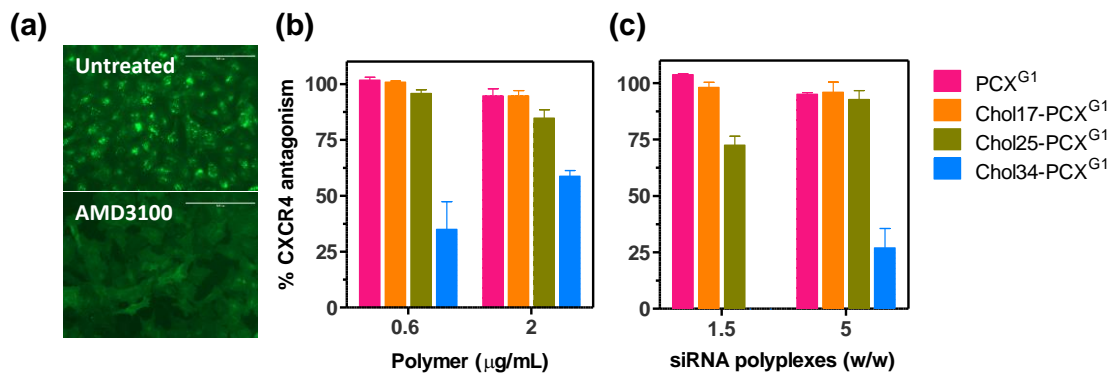 (a)
Untreated
AMD3100
(b)
% CXCR4 antagonism
100
75
50
25
0
0.6 2
Polymer (μg/mL)
(c)
100
75
50
25
0
1.5 5
siRNA polyplexes (w/w)
PCX^G1
Chol17-PCX^G1
Chol25-PCX^G1
Chol34-PCX^G1